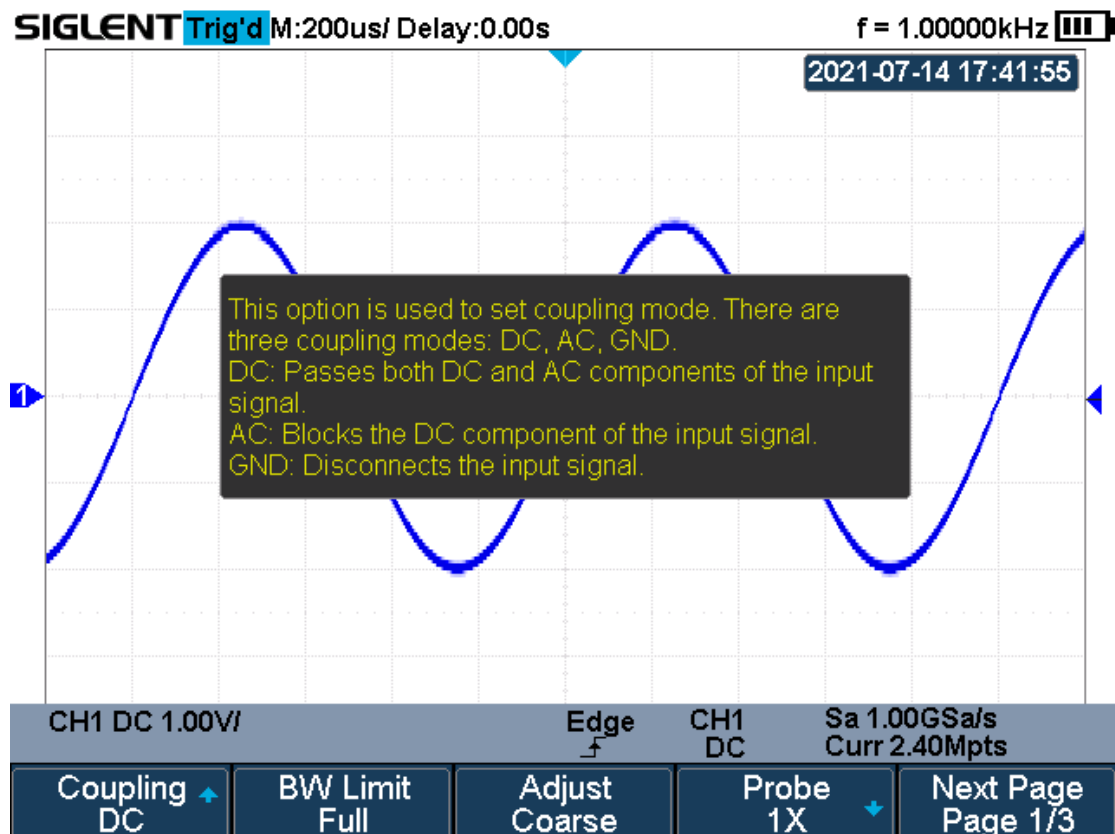 SIGLENT Trig'd M:200us/ Delay:0.00s f = 1.00000kHz
2021-07-14 17:41:55
This option is used to set coupling mode. There are
three coupling modes: DC, AC, GND.
DC: Passes both DC and AC components of the input
signal.
AC: Blocks the DC component of the input signal.
GND: Disconnects the input signal.
1
CH1 DC 1.00V/ Edge CH1 Sa 1.00GSa/s
DC Curr 2.40Mpts
Coupling BW Limit Adjust Probe Next Page
DC Full Coarse 1X Page 1/3